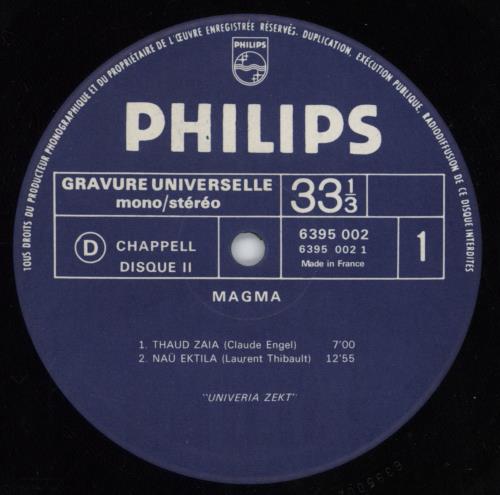 TOUS DROITS DU PRODUCTEUR PHONOGRAPHIQUE ET DU PROPRIÉTAIRE DE L'ŒUVRE ENREGISTRÉE RÉSERVÉS. DUPLICATION, EXÉCUTION PUBLIQUE, RADIODIFFUSION DE CE DISQUE INTERDITES
PHILIPS
PHILIPS
GRAVURE UNIVERSELLE
mono/stéréo
33 1/3
D CHAPPELL
DISQUE II
6395 002
6395 002 1
Made in France
1
MAGMA
1. THAUD ZAIA (Claude Engel) 7'00
2. NAÜ EKTILA (Laurent Thibault) 12'55
"UNIVERIA ZEKT"